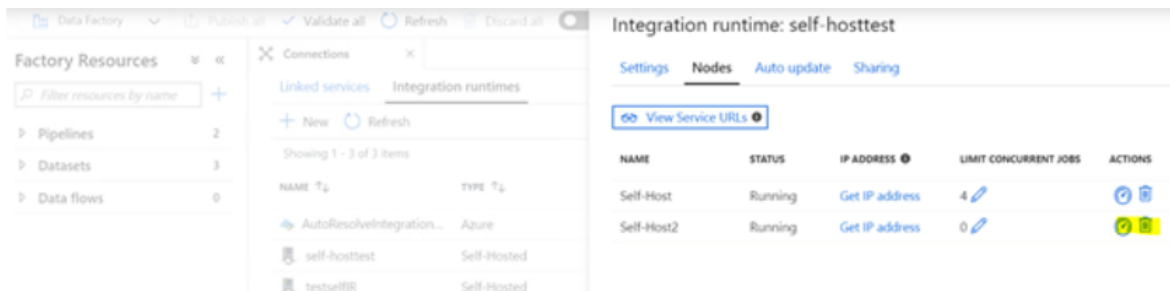 Data Factory Publish all Validate all Refresh Discard all
Integration runtime: self-hosttest
Factory Resources
Filter resources by name
Pipelines 2
Datasets 3
Data flows 0
Connections
Linked services Integration runtimes
New Refresh
Showing 1 - 3 of 3 items
NAME TYPE
AutoResolveIntegration... Azure
self-hosttest Self-Hosted
testselfIR Self-Hosted
Settings Nodes Auto update Sharing
View Service URLs
NAME STATUS IP ADDRESS LIMIT CONCURRENT JOBS ACTIONS
Self-Host Running Get IP address 4
Self-Host2 Running Get IP address 0